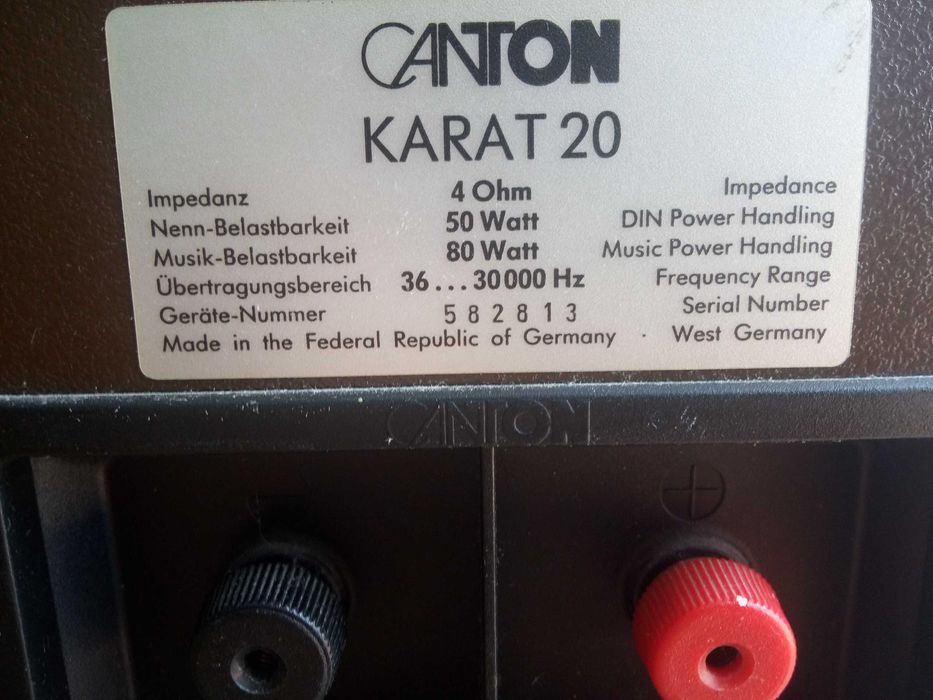 CANTON
KARAT 20
Impedanz 4 Ohm Impedance
Nenn-Belastbarkeit 50 Watt DIN Power Handling
Musik-Belastbarkeit 80 Watt Music Power Handling
Übertragungsbereich 36...30000 Hz Frequency Range
Geräte-Nummer 582813 Serial Number
Made in the Federal Republic of Germany · West Germany
CANTON
+